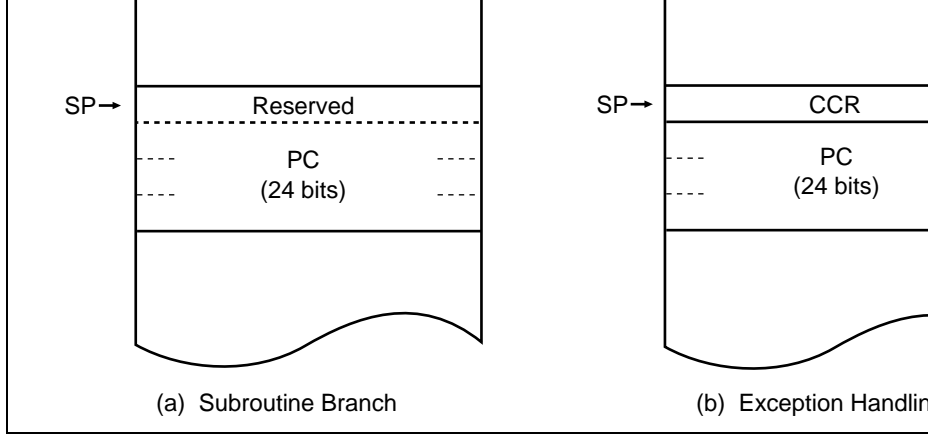 SP
Reserved
PC
(24 bits)
(a) Subroutine Branch
SP
CCR
PC
(24 bits)
(b) Exception Handlin